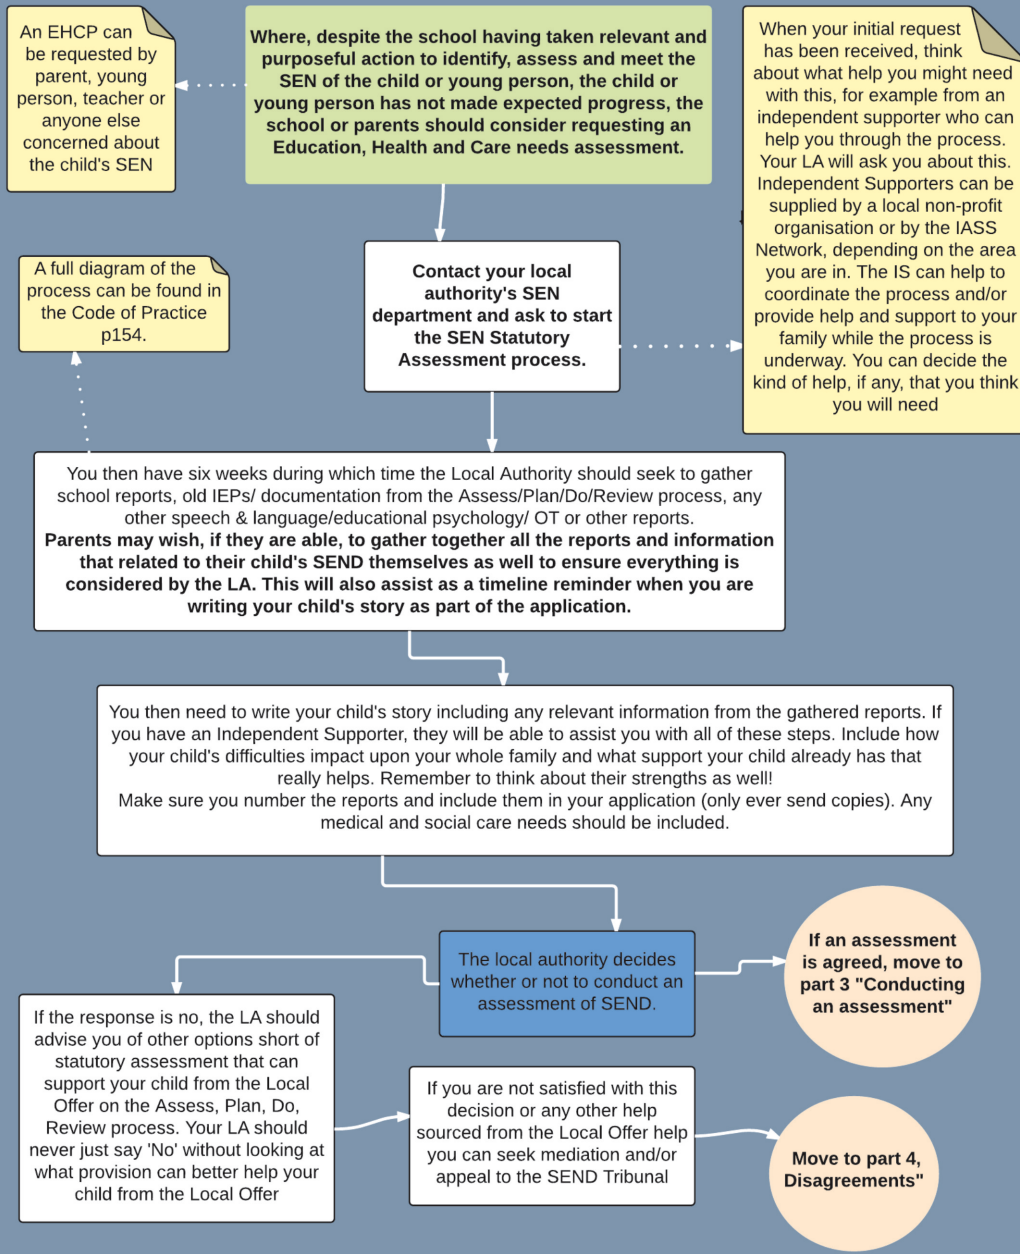 An EHCP can
be requested by
parent, young
person, teacher or
anyone else
concerned about
the child's SEN
Where, despite the school having taken relevant and
purposeful action to identify, assess and meet the
SEN of the child or young person, the child or
young person has not made expected progress, the
school or parents should consider requesting an
Education, Health and Care needs assessment.
When your initial request
has been received, think
about what help you might need
with this, for example from an
independent supporter who can
help you through the process.
Your LA will ask you about this.
Independent Supporters can be
supplied by a local non-profit
organisation or by the IASS
Network, depending on the area
you are in. The IS can help to
coordinate the process and/or
provide help and support to your
family while the process is
underway. You can decide the
kind of help, if any, that you think
you will need
A full diagram of the
process can be found in
the Code of Practice
p154.
Contact your local
authority's SEN
department and ask to start
the SEN Statutory
Assessment process.
You then have six weeks during which time the Local Authority should seek to gather
school reports, old IEPs/ documentation from the Assess/Plan/Do/Review process, any
other speech & language/educational psychology/ OT or other reports.
Parents may wish, if they are able, to gather together all the reports and information
that related to their child's SEND themselves as well to ensure everything is
considered by the LA. This will also assist as a timeline reminder when you are
writing your child's story as part of the application.
You then need to write your child's story including any relevant information from the gathered reports. If
you have an Independent Supporter, they will be able to assist you with all of these steps. Include how
your child's difficulties impact upon your whole family and what support your child already has that
really helps. Remember to think about their strengths as well!
Make sure you number the reports and include them in your application (only ever send copies). Any
medical and social care needs should be included.
The local authority decides
whether or not to conduct an
assessment of SEND.
If an assessment
is agreed, move to
part 3 "Conducting
an assessment"
If the response is no, the LA should
advise you of other options short of
statutory assessment that can
support your child from the Local
Offer on the Assess, Plan, Do,
Review process. Your LA should
never just say 'No' without looking at
what provision can better help your
child from the Local Offer
If you are not satisfied with this
decision or any other help
sourced from the Local Offer help
you can seek mediation and/or
appeal to the SEND Tribunal
Move to part 4,
Disagreements"